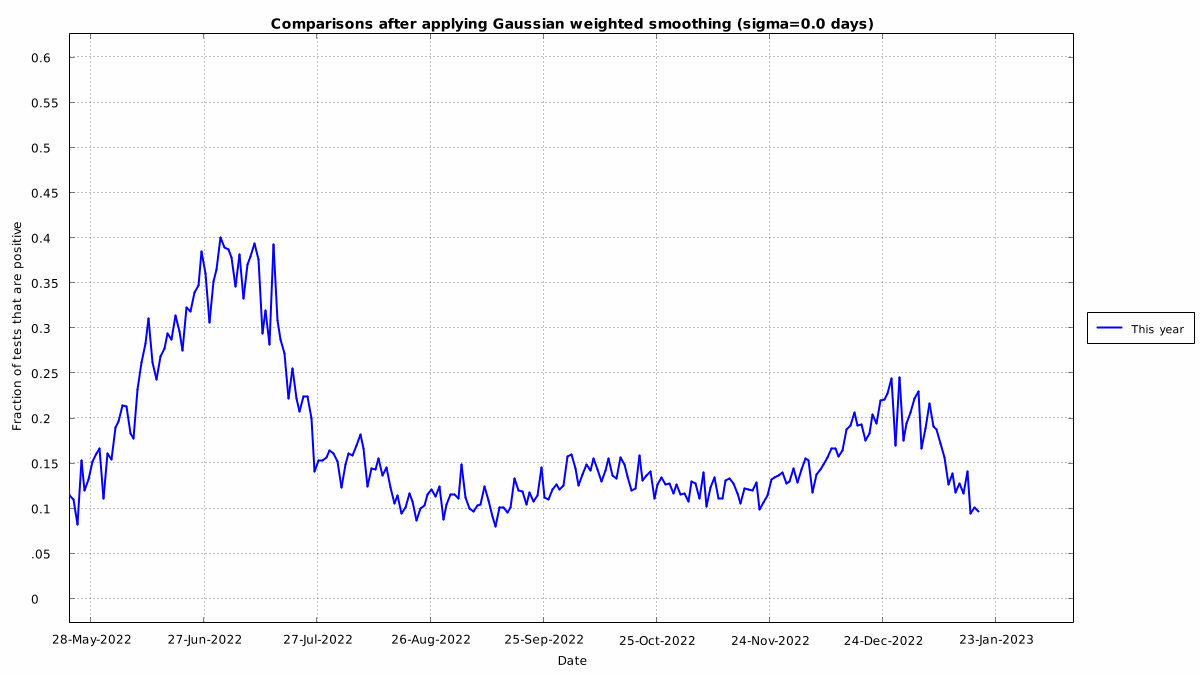 Comparisons after applying Gaussian weighted smoothing (sigma=0.0 days)
0.6
0.55
0.5
0.45
0.4
0.35
0.3
0.25
0.2
0.15
0.1
.05
0
Fraction of tests that are positive
28-May-2022
27-Jun-2022
27-Jul-2022
26-Aug-2022
25-Sep-2022
25-Oct-2022
24-Nov-2022
24-Dec-2022
23-Jan-2023
Date
This year